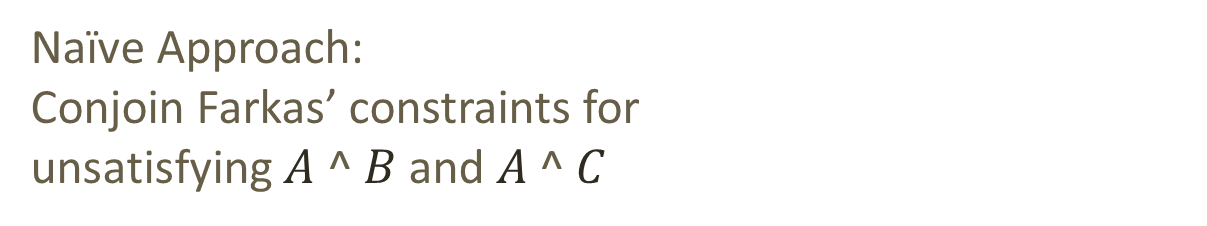 Naïve Approach:
Conjoin Farkas’ constraints for
unsatisfying A ^ B and A ^ C